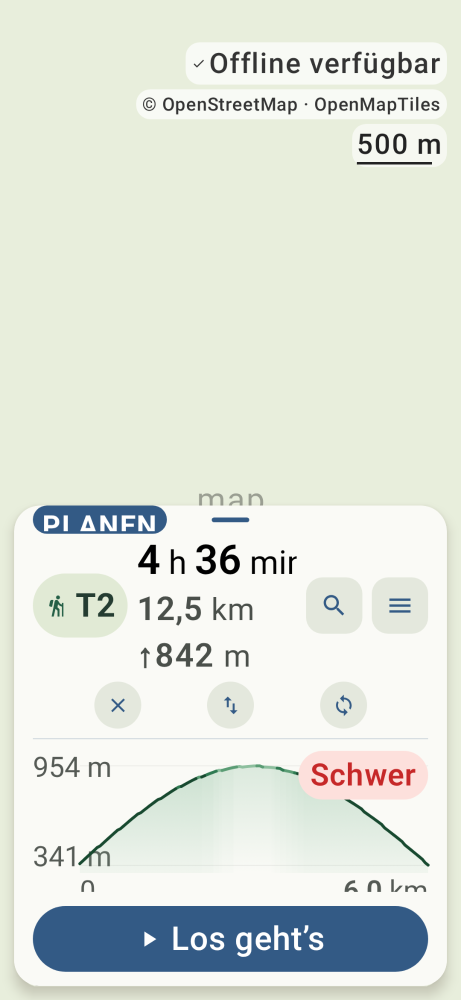 Offline verfügbar
© OpenStreetMap · OpenMapTiles
500 m
map
PLANEN
4 h 36 mir
T2
12,5 km
↑842 m
954 m
Schwer
341 m
0
6,0 km
Los geht's